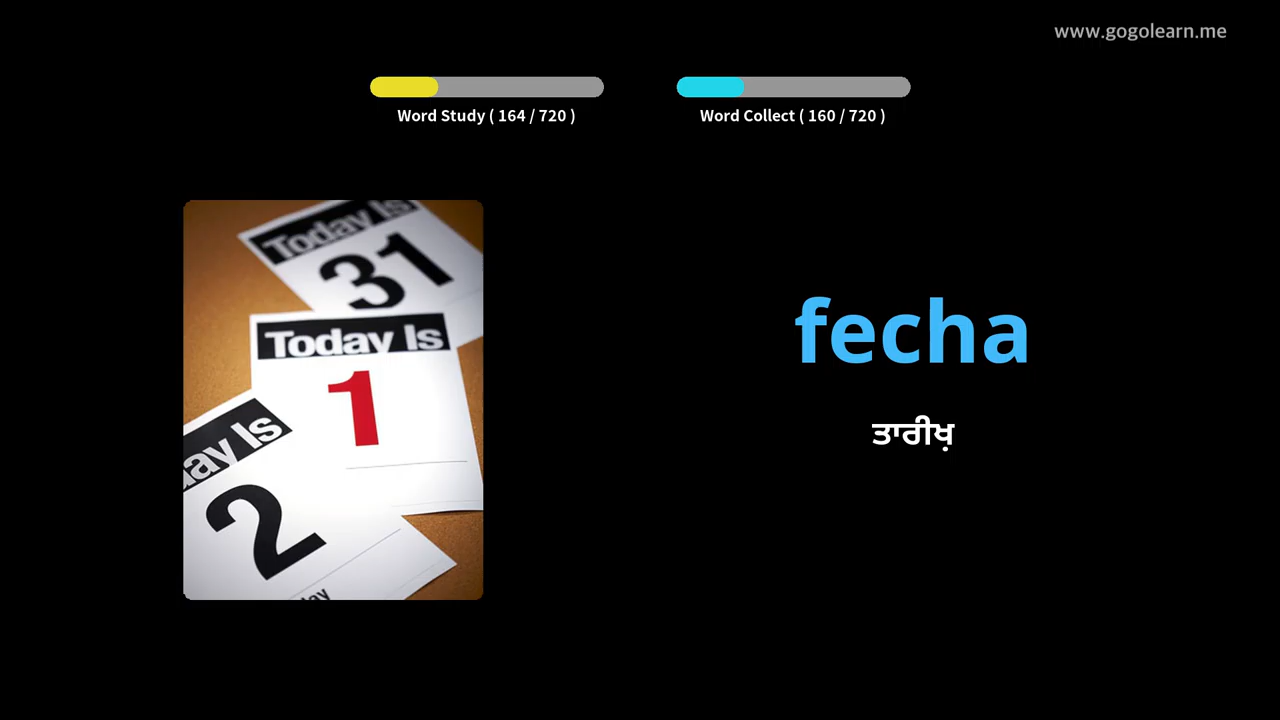 www.gogolearn.me
Word Study ( 164 / 720 )
Word Collect ( 160 / 720 )
Today Is
31
Today Is
1
ay Is
2
fecha
ਤਾਰੀਖ਼